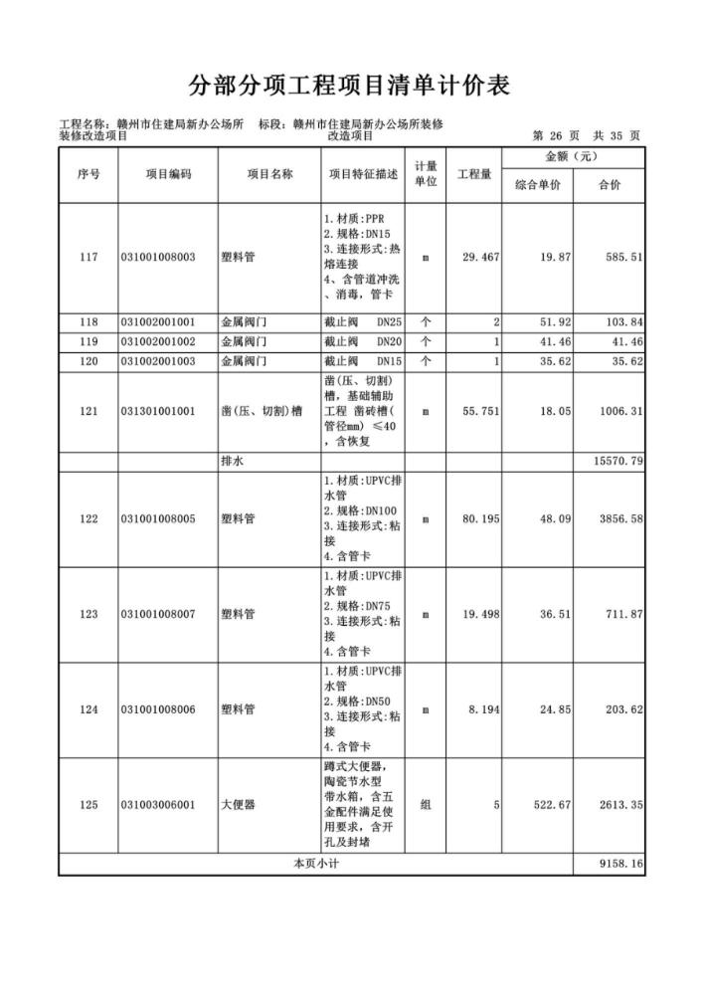 分部分项工程项目清单计价表
工程名称：赣州市住建局新办公场所 标段：赣州市住建局新办公场所装修
装修改造项目 改造项目 第 26 页 共 35 页
序号 项目编码 项目名称 项目特征描述 计量单位 工程量 金额（元）
综合单价 合价
117 031001008003 塑料管 1.材质:PPR
2.规格:DN15
3.连接形式:热
熔连接
4、含管道冲洗
、消毒，管卡
m 29.467 19.87 585.51
118 031002001001 金属阀门 截止阀 DN25 个 2 51.92 103.84
119 031002001002 金属阀门 截止阀 DN20 个 1 41.46 41.46
120 031002001003 金属阀门 截止阀 DN15 个 1 35.62 35.62
121 031301001001 凿(压、切割)槽 凿(压、切割)
槽，基础辅助
工程 凿砖槽(
管径mm) ≤40
，含恢复
m 55.751 18.05 1006.31
排水 15570.79
122 031001008005 塑料管 1.材质:UPVC排
水管
2.规格:DN100
3.连接形式:粘
接
4.含管卡
m 80.195 48.09 3856.58
123 031001008007 塑料管 1.材质:UPVC排
水管
2.规格:DN75
3.连接形式:粘
接
4.含管卡
m 19.498 36.51 711.87
124 031001008006 塑料管 1.材质:UPVC排
水管
2.规格:DN50
3.连接形式:粘
接
4.含管卡
m 8.194 24.85 203.62
125 031003006001 大便器 蹲式大便器，
陶瓷节水型
带水箱，含五
金配件满足使
用要求，含开
孔及封堵
组 5 522.67 2613.35
本页小计 9158.16